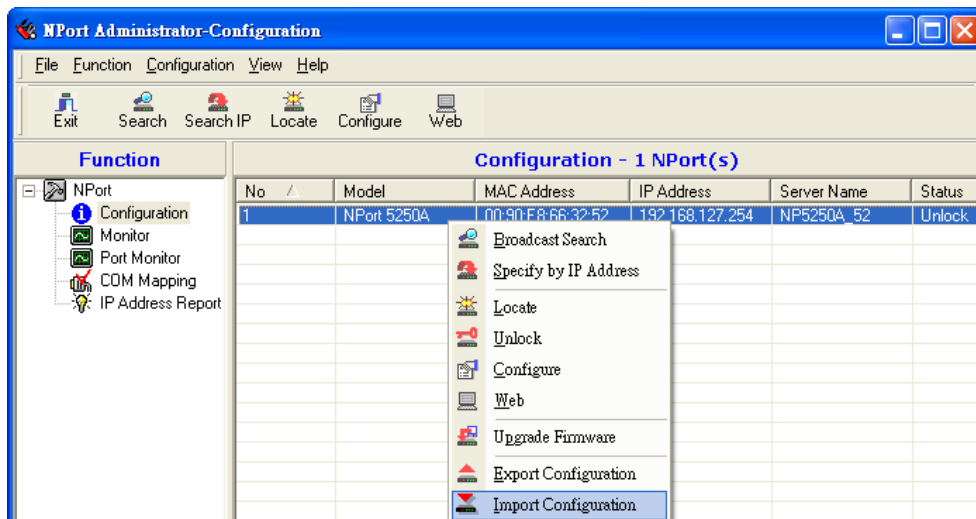 NPort Administrator-Configuration
File Function Configuration View Help
Exit Search Search IP Locate Configure Web
Function
Configuration - 1 NPort(s)
NPort
Configuration
Monitor
Port Monitor
COM Mapping
IP Address Report
No Model MAC Address IP Address Server Name Status
1 NPort 5250A 00:90:E8:66:32:52 192.168.127.254 NP5250A_52 Unlock
Broadcast Search
Specify by IP Address
Locate
Unlock
Configure
Web
Upgrade Firmware
Export Configuration
Import Configuration